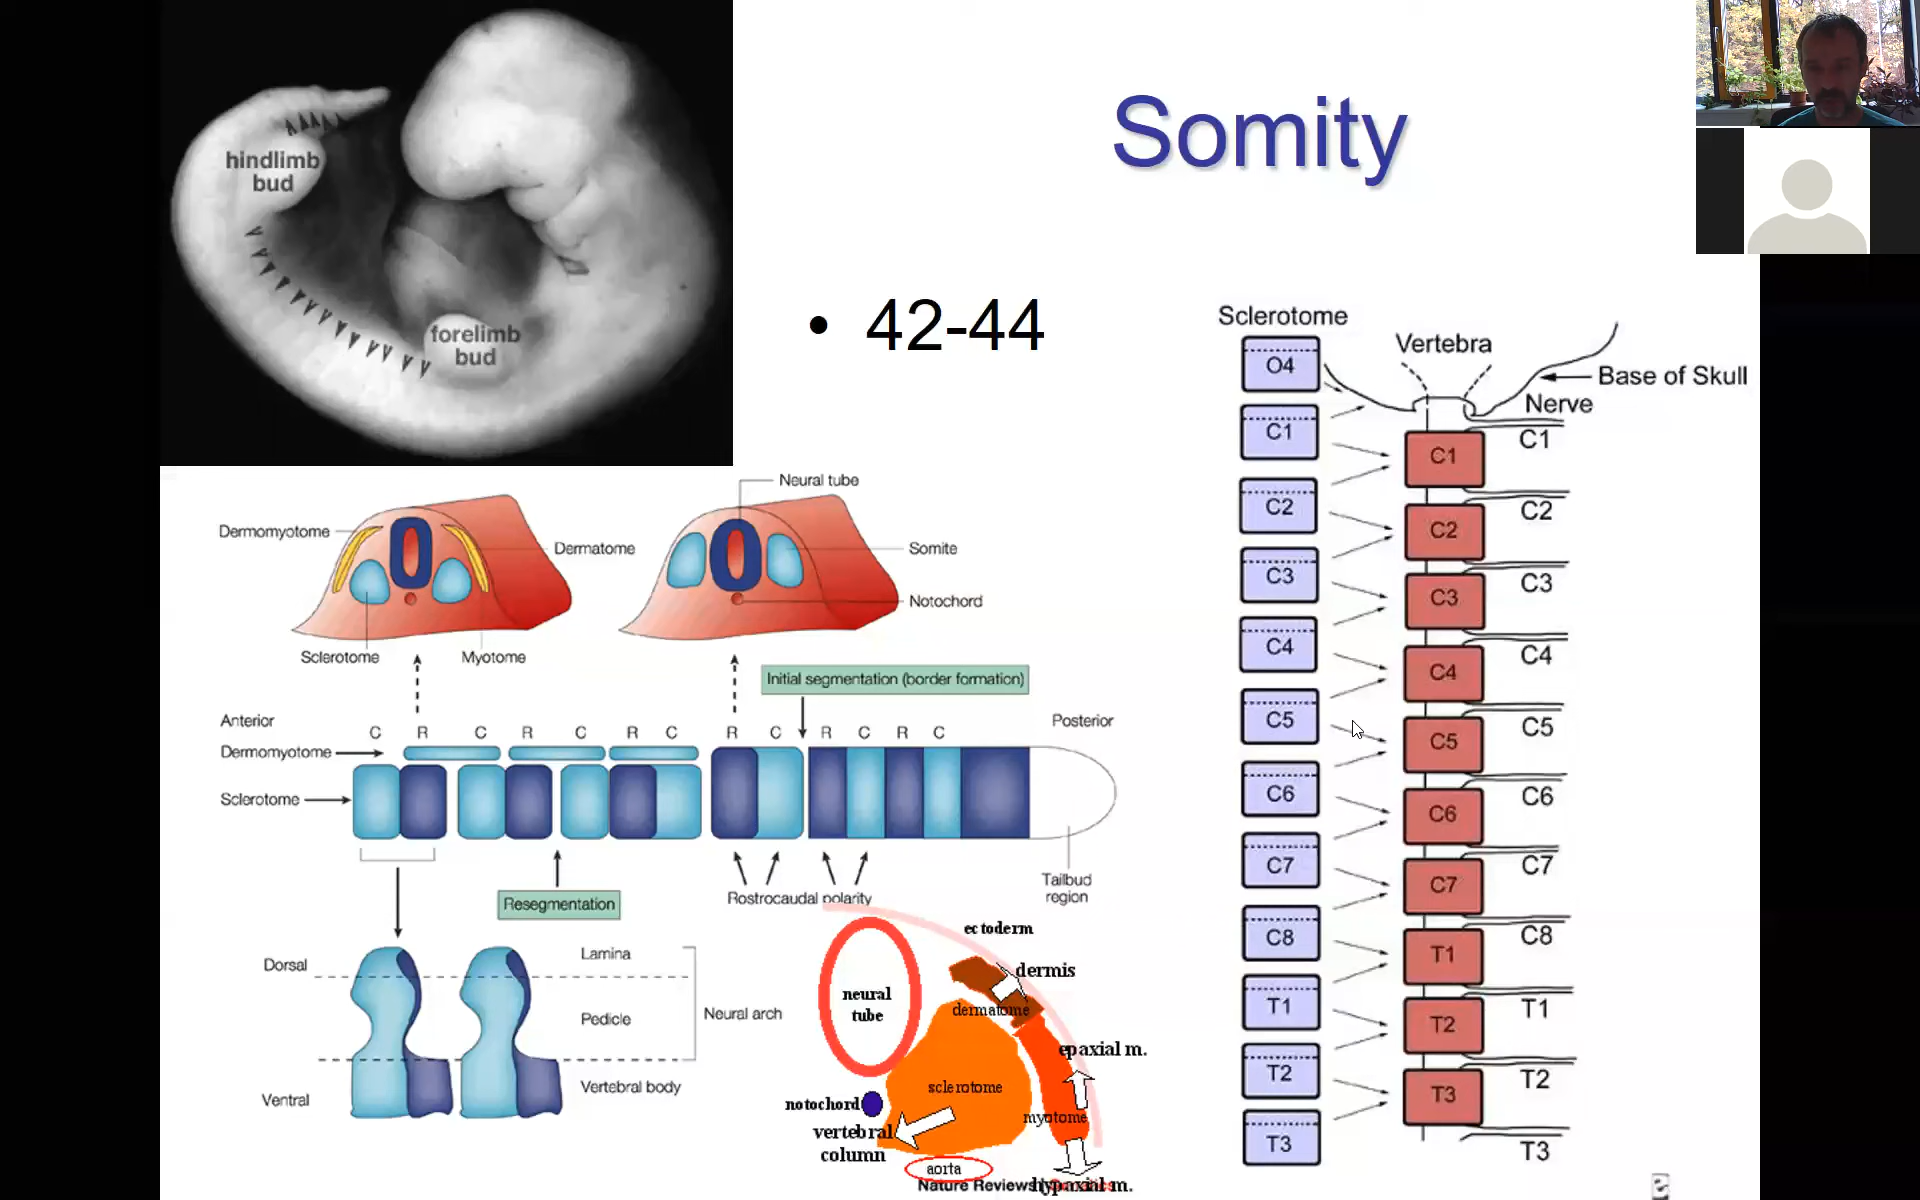 Somity
• 42-44
hindlimb
bud
forelimb
bud
Neural tube
Dermomyotome
Dermatome
Somite
Notochord
Sclerotome
Myotome
Initial segmentation (border formation)
Anterior
Posterior
C R C R C R C R C R C R C
Dermomyotome
Sclerotome
Resegmentation
Rostrocaudal polarity
Tailbud
region
Dorsal
Ventral
Lamina
Pedicle
Neural arch
Vertebral body
ectoderm
dermis
neural
tube
dermatome
epaxial m.
sclerotome
notochord
myotome
vertebral
column
aorta
Nature Reviews
hypaxial m.
Sclerotome
Vertebra
Base of Skull
Nerve
O4
C1 C1 C1
C2 C2 C2
C3 C3 C3
C4 C4 C4
C5 C5 C5
C6 C6 C6
C7 C7 C7
C8 T1 C8
T1 T2 T1
T2 T3 T2
T3 T3